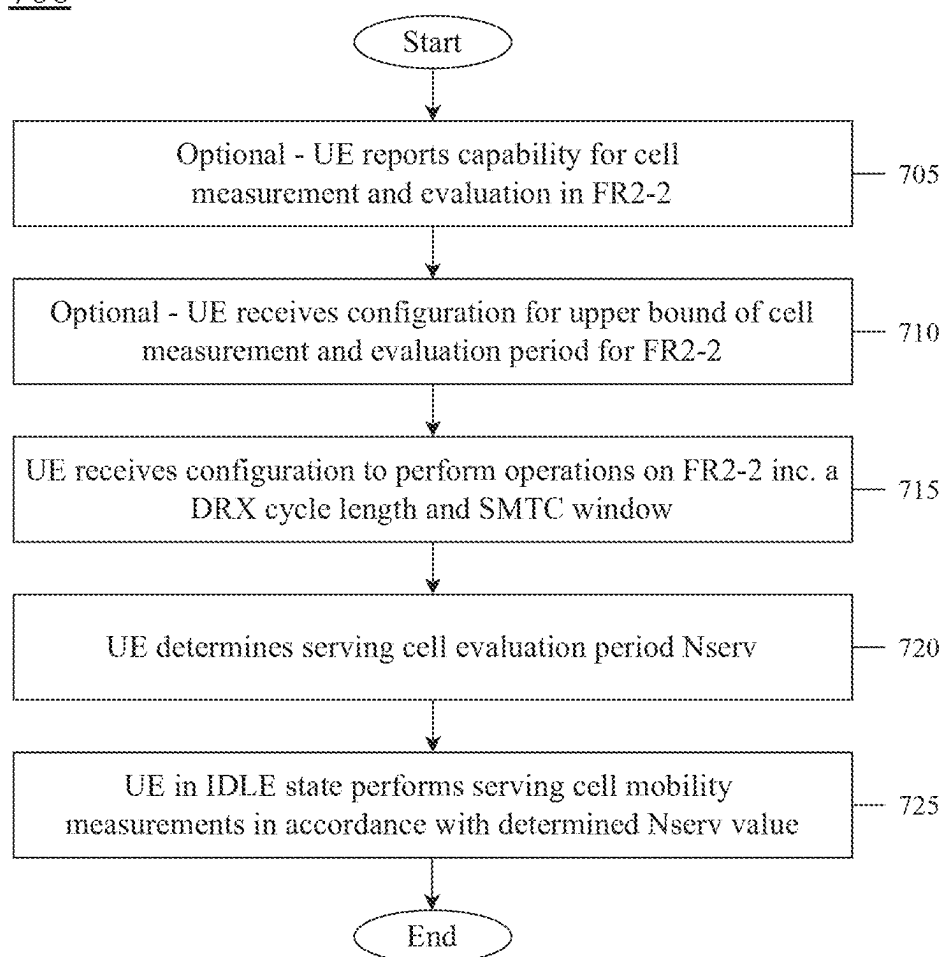 Start
Optional - UE reports capability for cell
measurement and evaluation in FR2-2
705
Optional - UE receives configuration for upper bound of cell
measurement and evaluation period for FR2-2
710
UE receives configuration to perform operations on FR2-2 inc. a
DRX cycle length and SMTC window
715
UE determines serving cell evaluation period Nserv
720
UE in IDLE state performs serving cell mobility
measurements in accordance with determined Nserv value
725
End